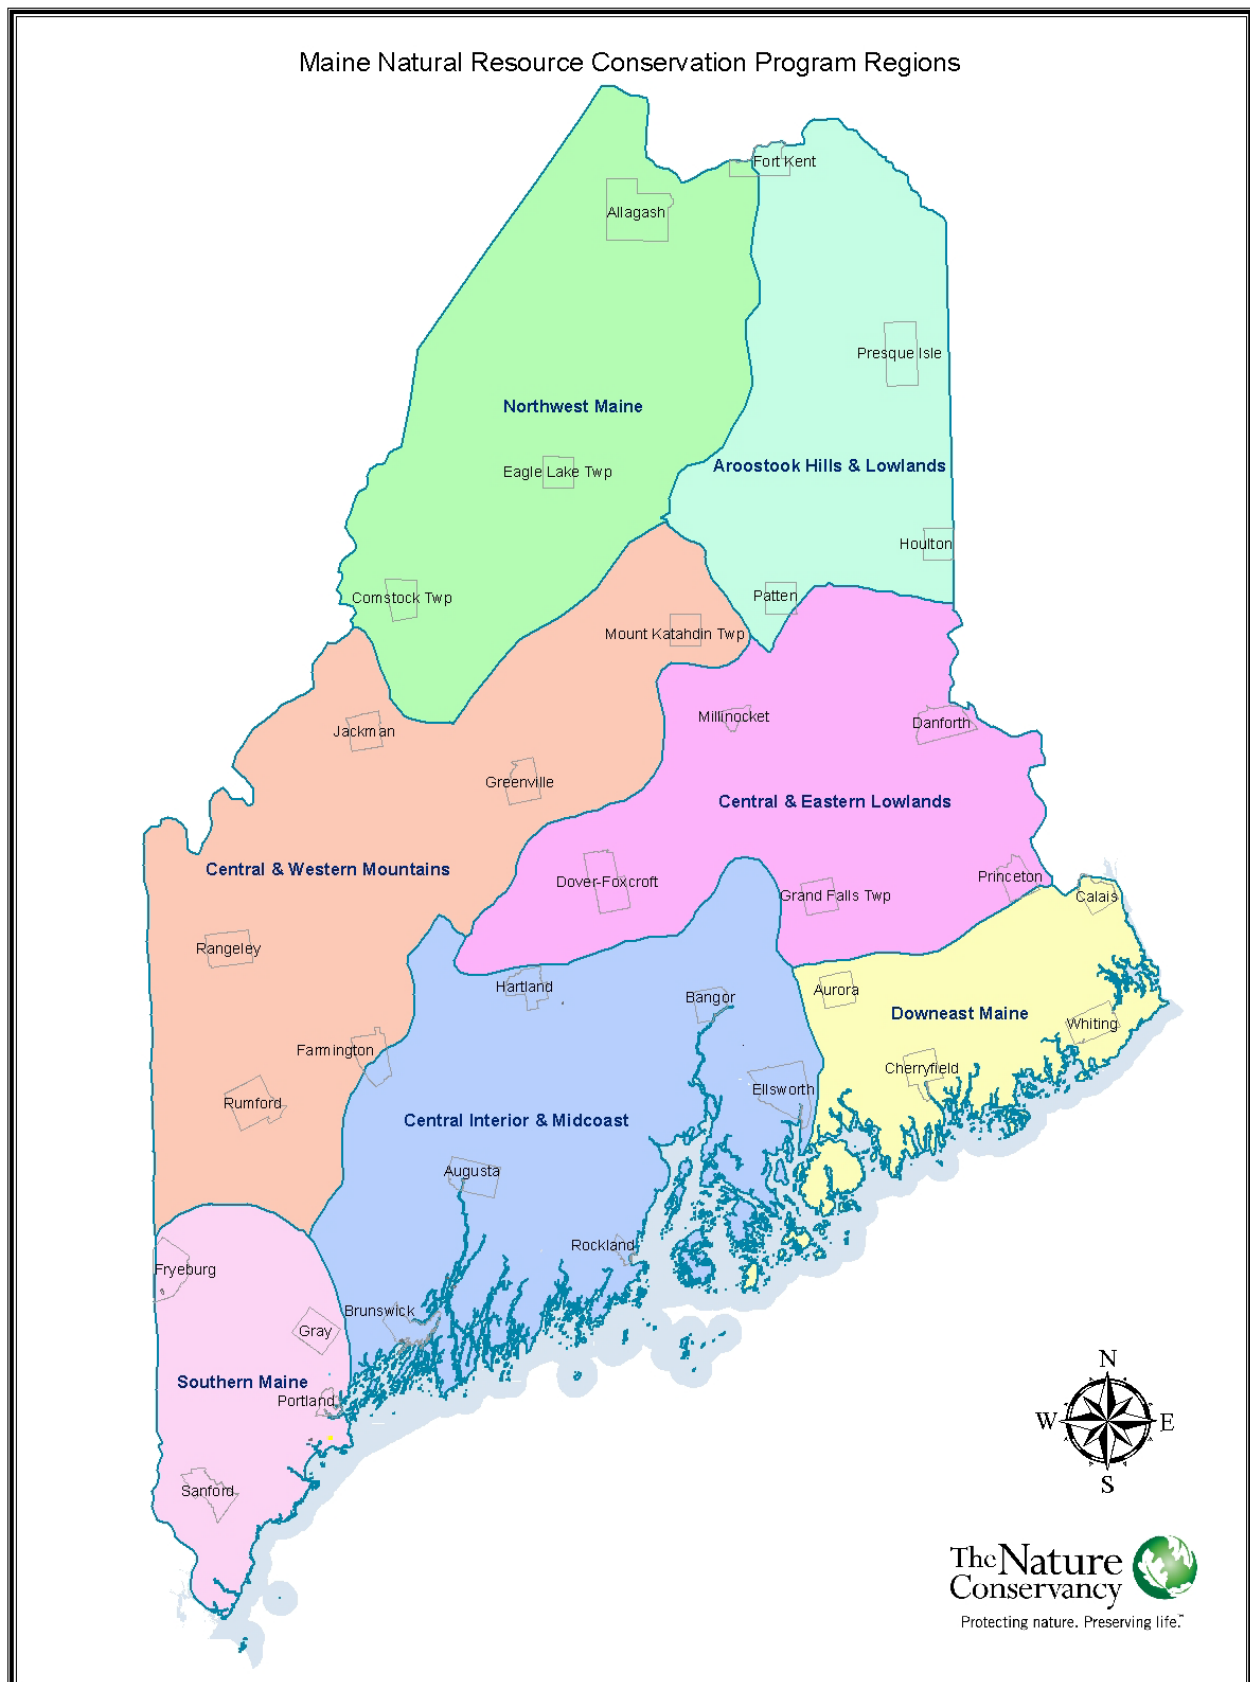 Maine Natural Resource Conservation Program Regions
Fort Kent
Allagash
Presque Isle
Northwest Maine
Aroostook Hills & Lowlands
Eagle Lake Twp
Houlton
Patten
Comstock Twp
Mount Katahdin Twp
Millinocket
Danforth
Jackman
Greenville
Central & Eastern Lowlands
Central & Western Mountains
Dover-Foxcroft
Princeton
Grand Falls Twp
Calais
Rangeley
Hartland
Aurora
Bangor
Downeast Maine
Whiting
Farmington
Cherryfield
Ellsworth
Rumford
Central Interior & Midcoast
Augusta
Rockland
Fryeburg
Brunswick
Gray
Southern Maine
Portland
Sanford
N
W
E
S
The Nature
Conservancy
Protecting nature. Preserving life.™